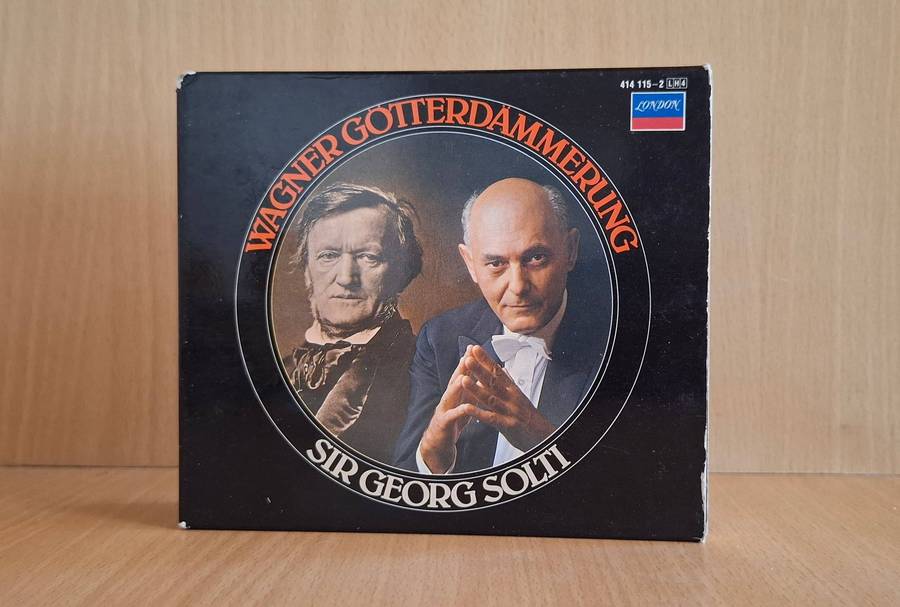 414 115-2 LH4
LONDON
WAGNER GÖTTERDÄMMERUNG
SIR GEORG SOLTI